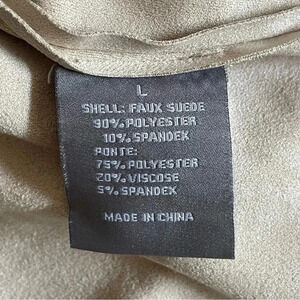 L
SHELL: FAUX SUEDE
90% POLYESTER
10% SPANDEX
PONTE:
75% POLYESTER
20% VISCOSE
5% SPANDEX
MADE IN CHINA